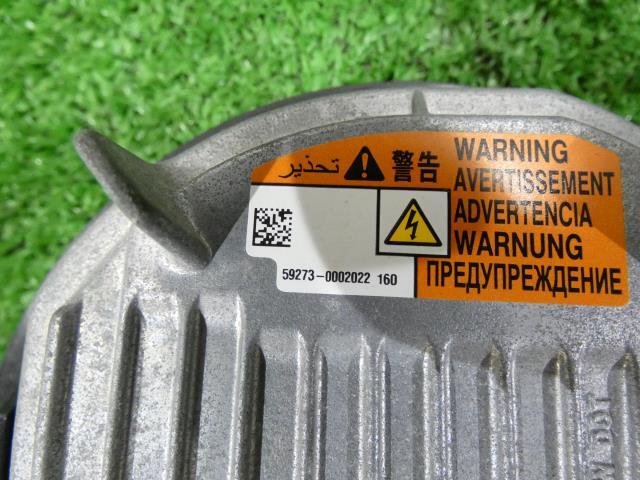 تحذير 警告 WARNING
AVERTISSEMENT
ADVERTENCIA
WARNUNG
ПРЕДУПРЕЖДЕНИЕ
59273-0002022 160